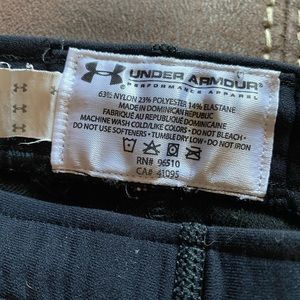 UNDER ARMOUR®
PERFORMANCE APPAREL
63% NYLON 23% POLYESTER 14% ELASTANE
MADE IN DOMINICAN REPUBLIC
FABRIQUÉ AU RÉPUBLIQUE DOMINICAINE
MACHINE WASH COLD/LIKE COLORS • DO NOT BLEACH •
DO NOT USE SOFTENERS • TUMBLE DRY LOW • DO NOT IRON
RN# 96510
CA# 41095